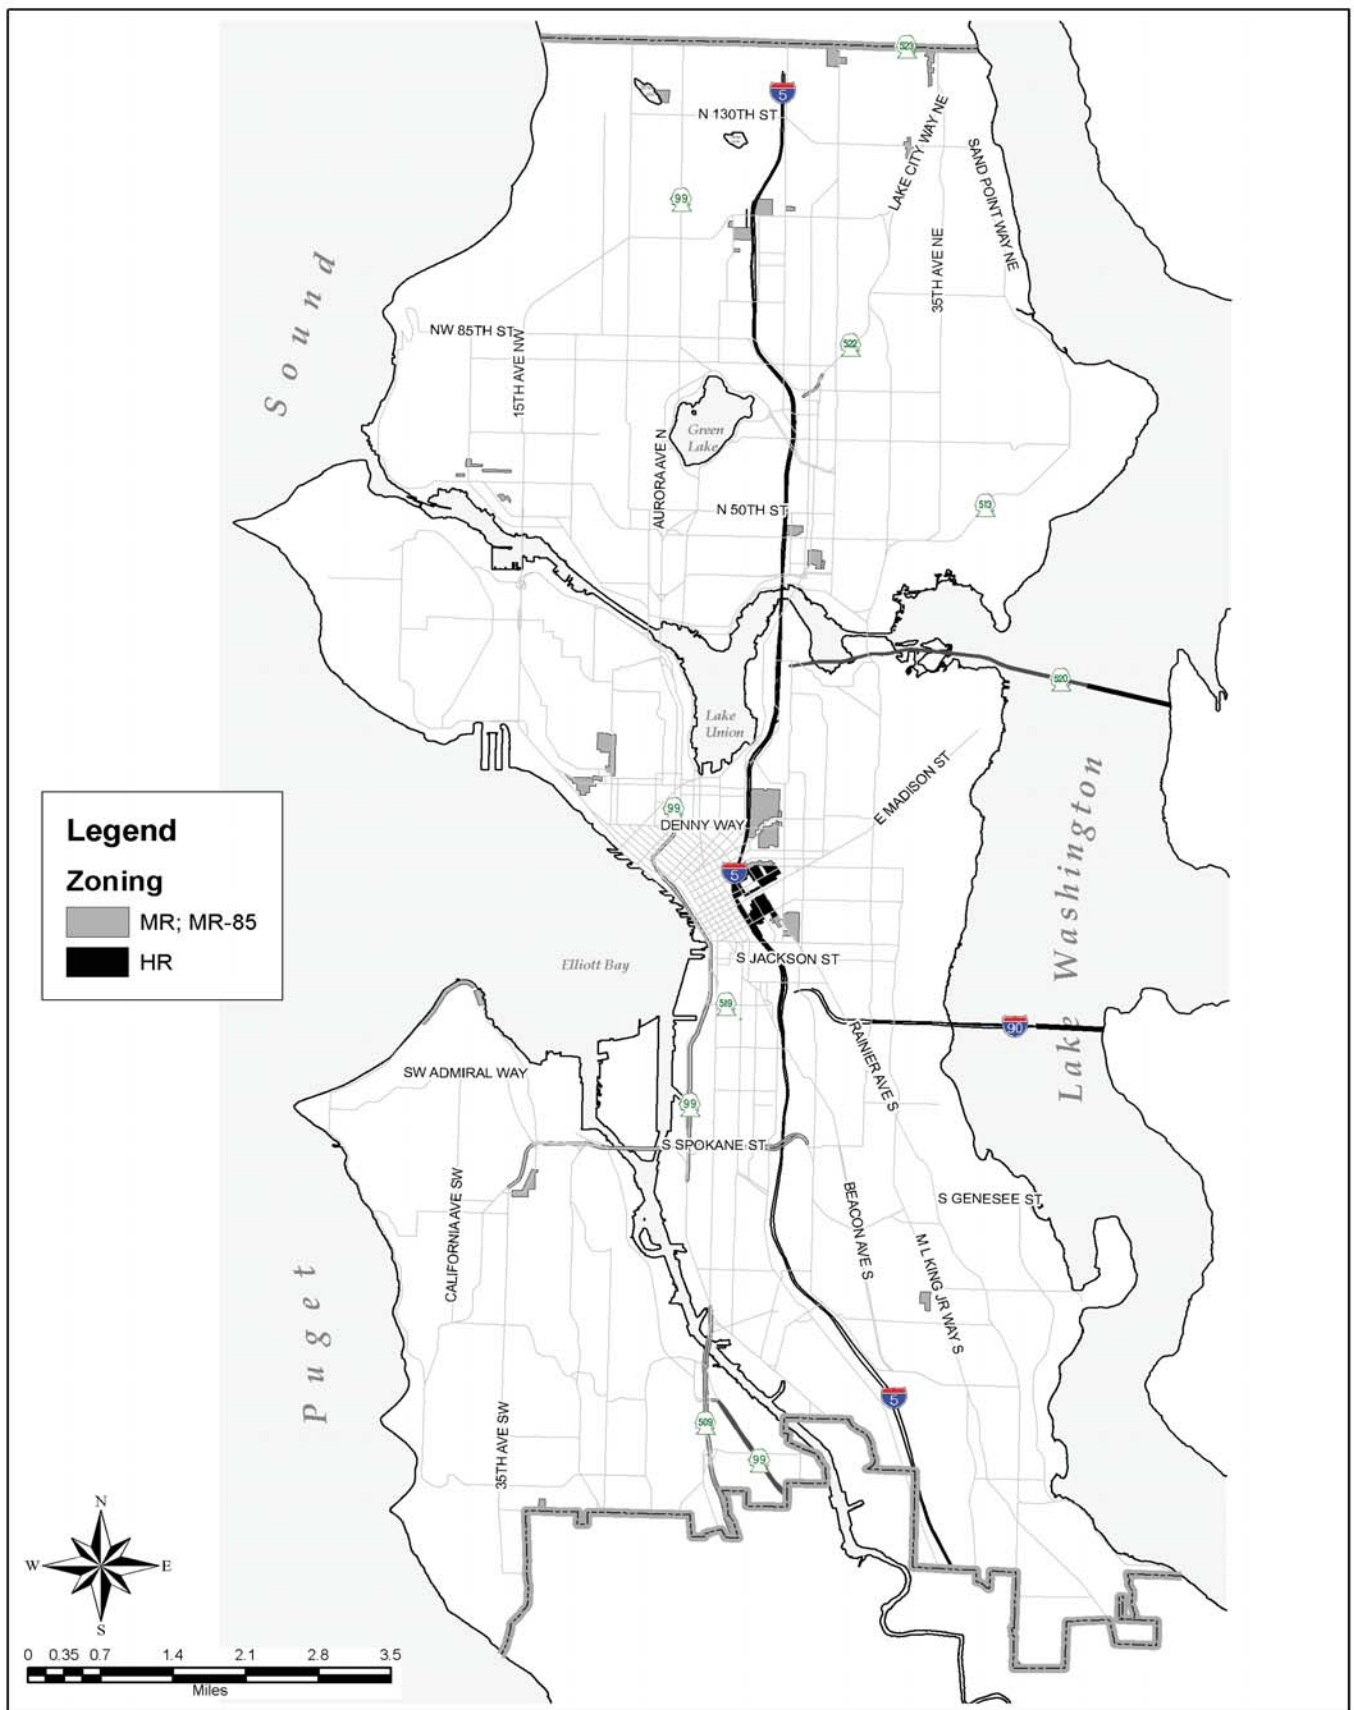 523
5
N 130TH ST
LAKE CITY WAY NE
SAND POINT WAY NE
99
35TH AVE NE
Sound
NW 85TH ST
15TH AVE NW
522
Green
Lake
AURORA AVE N
N 50TH ST
513
520
Lake
Union
E MADISON ST
99
DENNY WAY
5
Legend
Zoning
MR; MR-85
HR
Lake Washington
Elliott Bay
S JACKSON ST
519
90
RAINIER AVE S
SW ADMIRAL WAY
99
S SPOKANE ST
CALIFORNIA AVE SW
BEACON AVE S
S GENESEE ST
M L KING JR WAY S
Puget
5
35TH AVE SW
509
99
N
W E
S
0 0.35 0.7 1.4 2.1 2.8 3.5
Miles